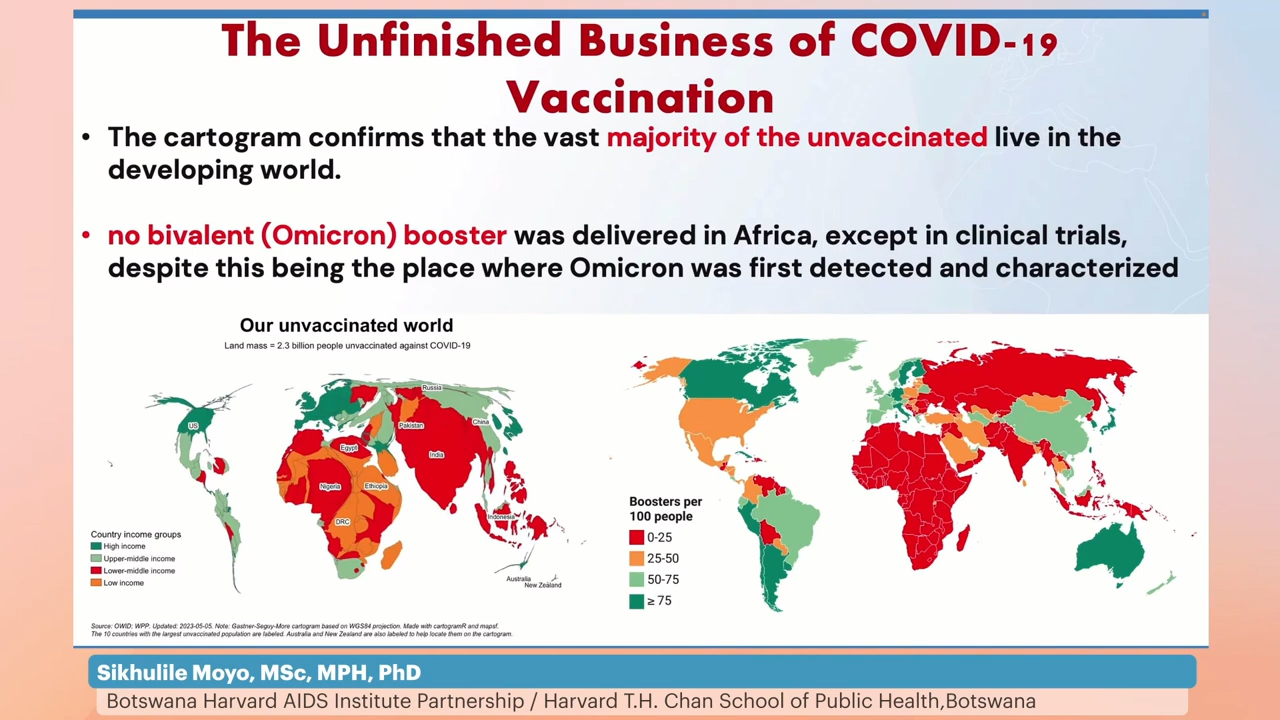 The Unfinished Business of COVID-19
Vaccination
• The cartogram confirms that the vast majority of the unvaccinated live in the
developing world.
• no bivalent (Omicron) booster was delivered in Africa, except in clinical trials,
despite this being the place where Omicron was first detected and characterized
Our unvaccinated world
Land mass = 2.3 billion people unvaccinated against COVID-19
Russia
US
Pakistan
China
Egypt
India
Nigeria
Ethiopia
Indonesia
DRC
Australia
New Zealand
Country income groups
High income
Upper-middle income
Lower-middle income
Low income
Source: OWID; WPP. Updated: 2023-05-05. Note: Gastner-Seguy-More cartogram based on WGS84 projection. Made with cartogramR and mapsf.
The 10 countries with the largest unvaccinated population are labeled. Australia and New Zealand are also labeled to help locate them on the cartogram.
Boosters per
100 people
0-25
25-50
50-75
≥ 75
Sikhulile Moyo, MSc, MPH, PhD
Botswana Harvard AIDS Institute Partnership / Harvard T.H. Chan School of Public Health,Botswana